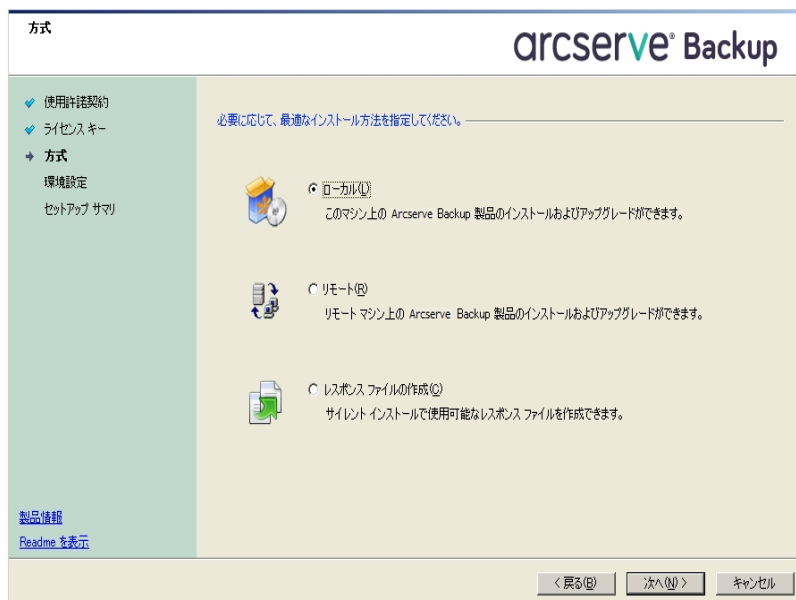 方式
arcserve® Backup
使用許諾契約
ライセンス キー
方式
環境設定
セットアップ サマリ
必要に応じて、最適なインストール方法を指定してください。
ローカル(L)
このマシン上の Arcserve Backup 製品のインストールおよびアップグレードができます。
リモート(R)
リモート マシン上の Arcserve Backup 製品のインストールおよびアップグレードができます。
レスポンス ファイルの作成(C)
サイレント インストールで使用可能なレスポンス ファイルを作成できます。
製品情報
Readme を表示
< 戻る(B)
次へ(N) >
キャンセル